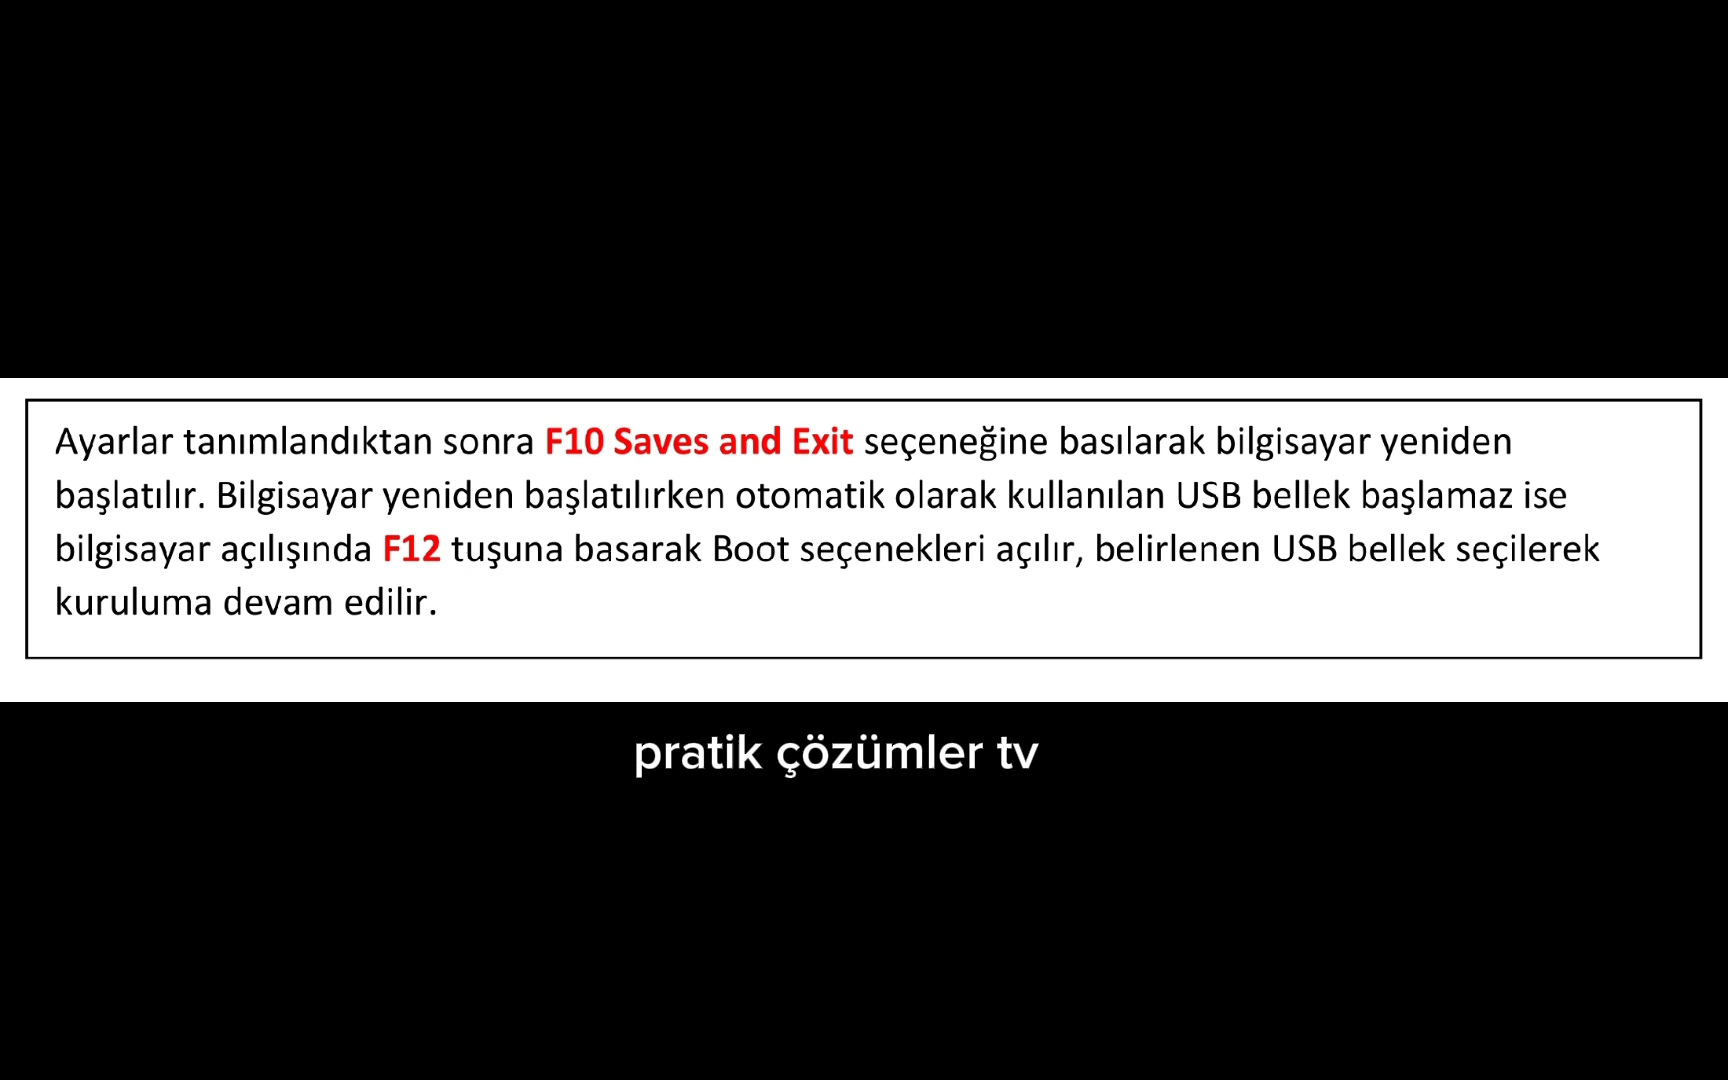 Ayarlar tanımlandıktan sonra F10 Saves and Exit seçeneğine basılarak bilgisayar yeniden
başlatılır. Bilgisayar yeniden başlatılırken otomatik olarak kullanılan USB bellek başlamaz ise
bilgisayar açılışında F12 tuşuna basarak Boot seçenekleri açılır, belirlenen USB bellek seçilerek
kuruluma devam edilir.
pratik çözümler tv